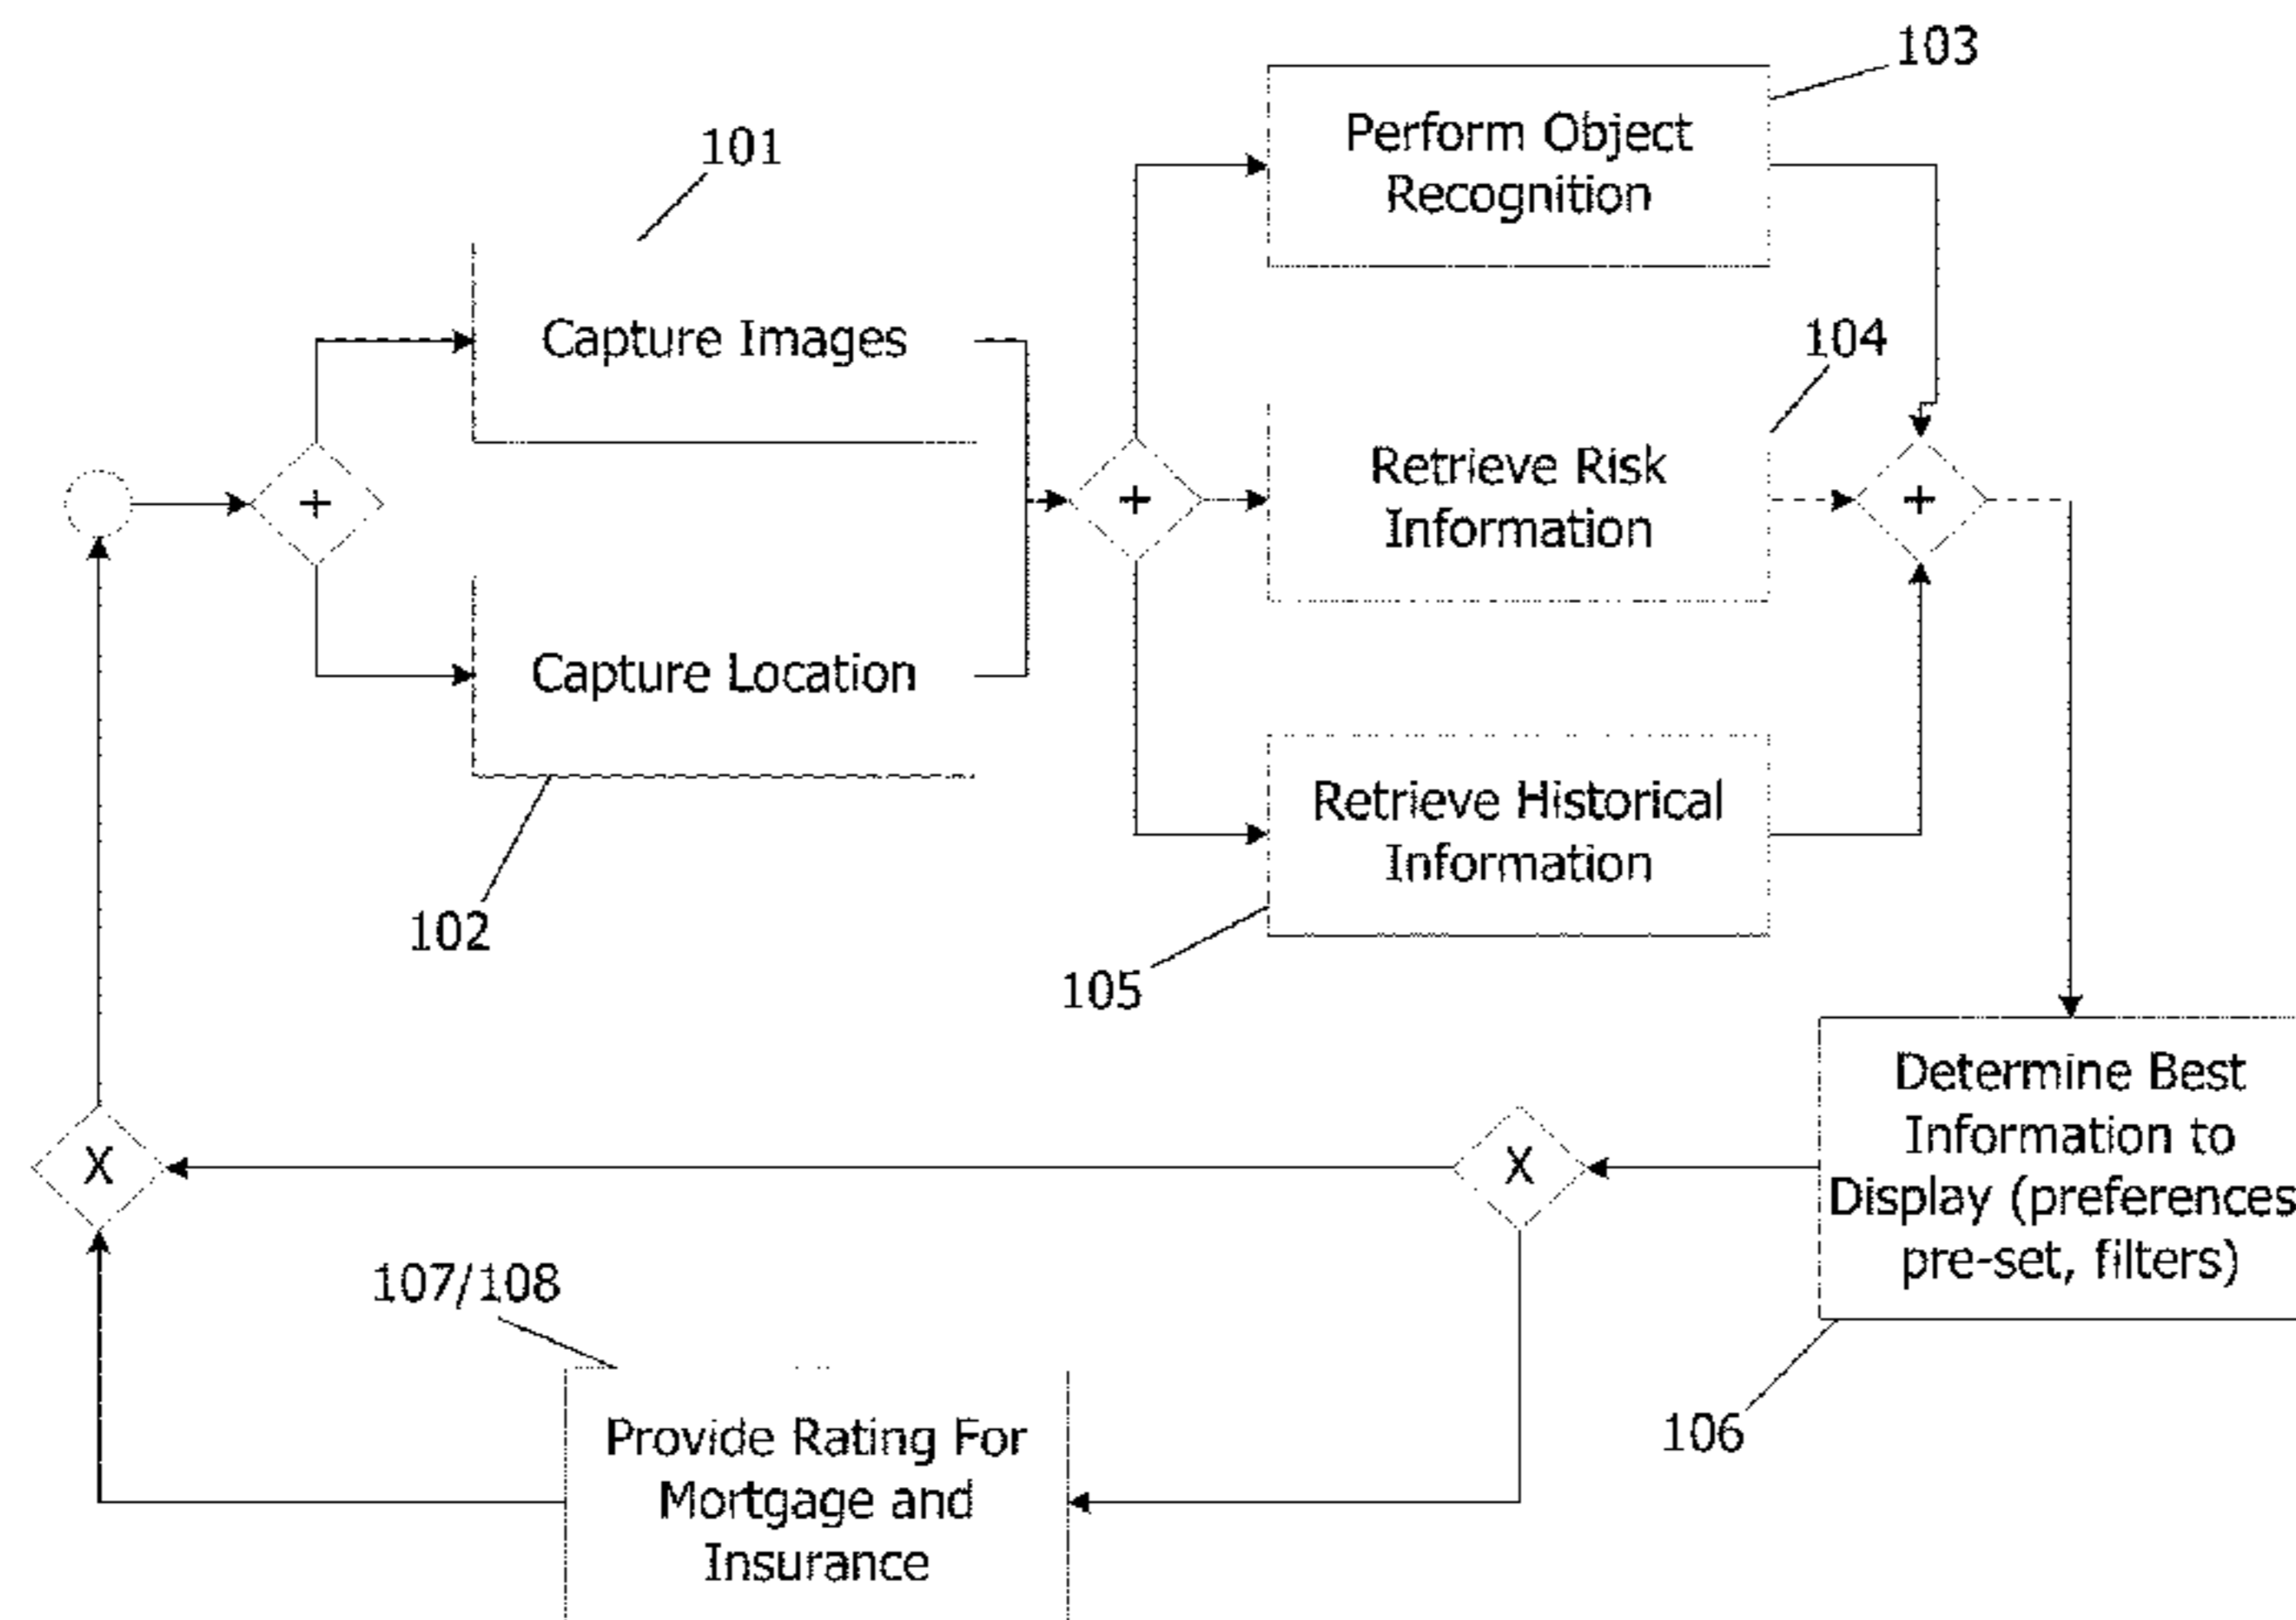 103
101
Perform Object
Recognition
Capture Images
104
+
+
+
Retrieve Risk
Information
Capture Location
Retrieve Historical
Information
102
105
Determine Best
Information to
Display (preferences
pre-set, filters)
X
X
107/108
106
Provide Rating For
Mortgage and
Insurance